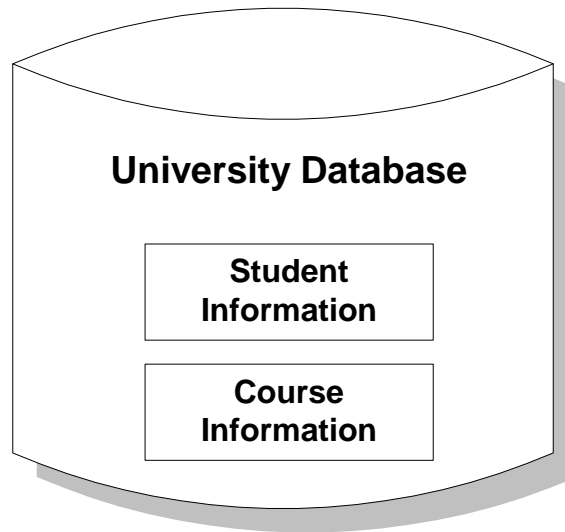 University Database
Student
Information
Course
Information